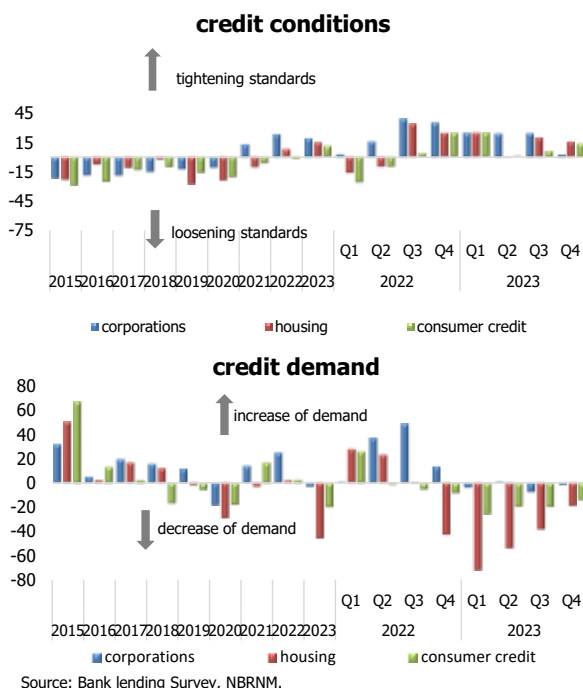 credit conditions
tightening standards
45
15
-15
-45
-75
loosening standards
Q1 Q2 Q3 Q4 Q1 Q2 Q3 Q4
2015 2016 2017 2018 2019 2020 2021 2022 2023 2022 2023
corporations housing consumer credit
credit demand
80
60
40
20
0
-20
-40
-60
-80
increase of demand
decrease of demand
Q1 Q2 Q3 Q4 Q1 Q2 Q3 Q4
2015 2016 2017 2018 2019 2020 2021 2022 2023 2022 2023
corporations housing consumer credit
Source: Bank lending Survey, NBRNM.